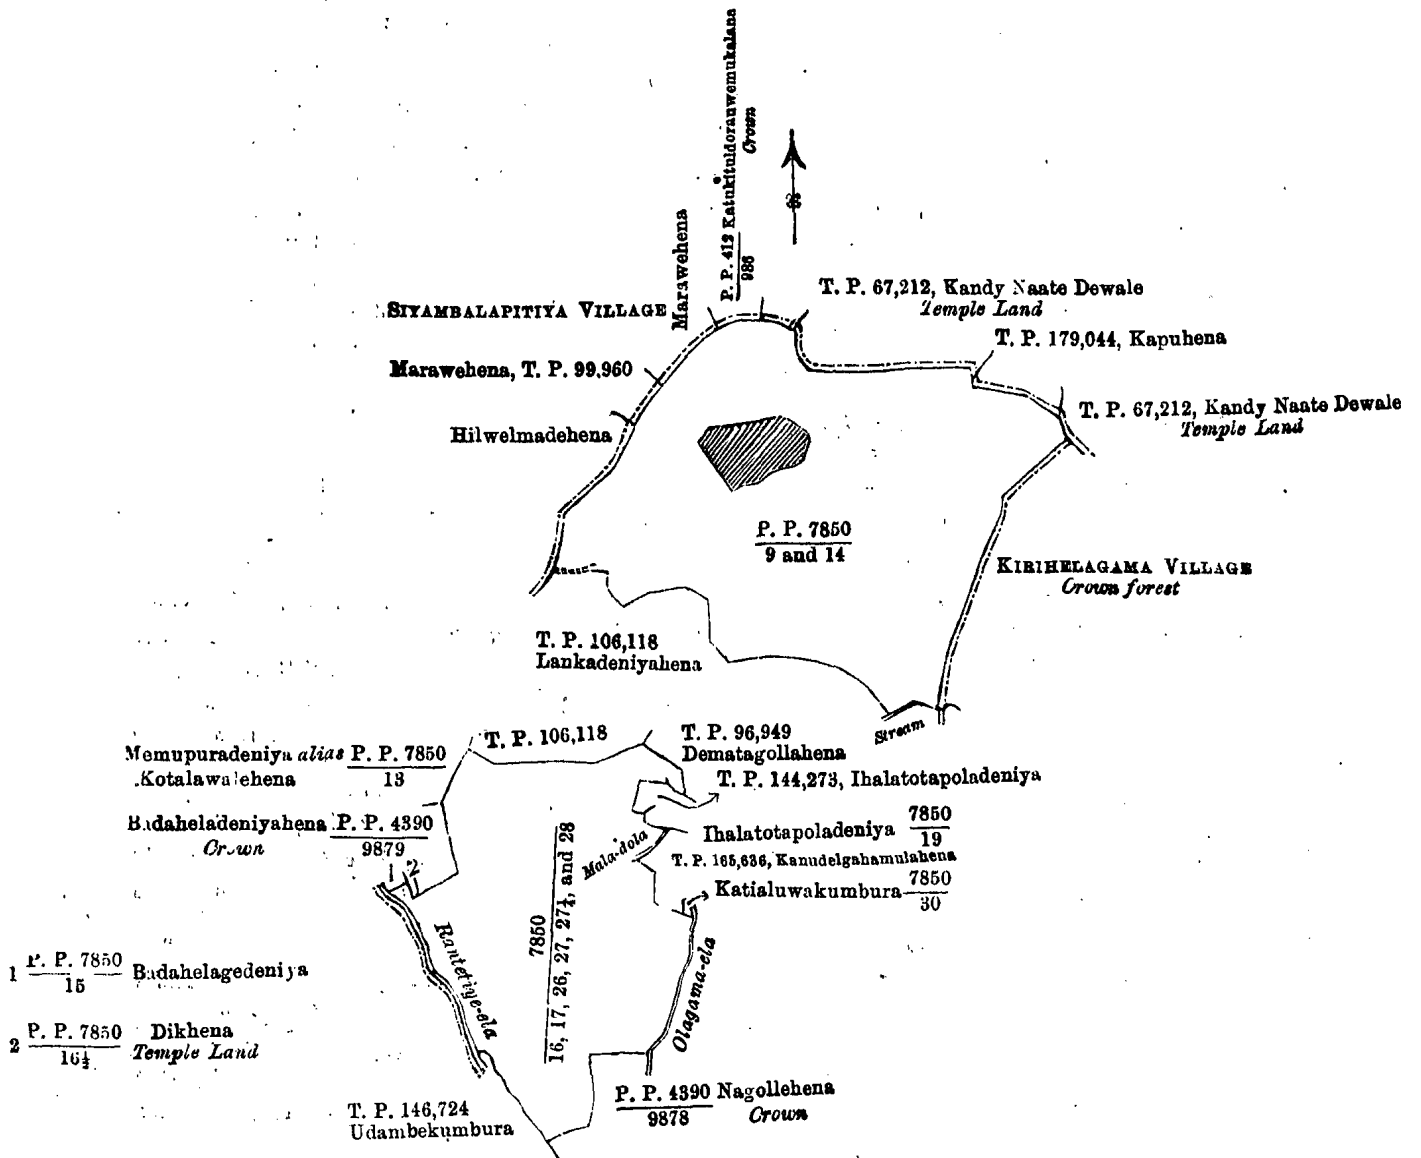 P. P. 412 Katukituldoranwemukalana
986
Crown
Marawehena
SIYAMBALAPITIYA VILLAGE
T. P. 67,212, Kandy Naate Dewale
Temple Land
T. P. 179,044, Kapuhena
Marawehena, T. P. 99,960
T. P. 67,212, Kandy Naate Dewale
Temple Land
Hilwelmadehena
P. P. 7850
9 and 14
KIRIHELAGAMA VILLAGE
Crown forest
T. P. 106,118
Lankadeniyahena
Stream
T. P. 106,118
T. P. 96,949
Dematagollahena
Memupuradeniya alias P. P. 7850
Kotalawalehena 13
T. P. 144,273, Ihalatotapoladeniya
Badaheladeniyahena P. P. 4390
Crown 9879
Ihalatotapoladeniya 7850
19
Mala-dola
T. P. 165,636, Kanudelgahamulahena
Katialuwakumbura 7850
30
2
7850
16, 17, 26, 27, 27¼, and 28
Rantetiye-ela
Olagama-ela
1 P. P. 7850 Badahelagedeniya
15
2 P. P. 7850 Dikhena
16½ Temple Land
P. P. 4390 Nagollehena
9878 Crown
T. P. 146,724
Udambekumbura